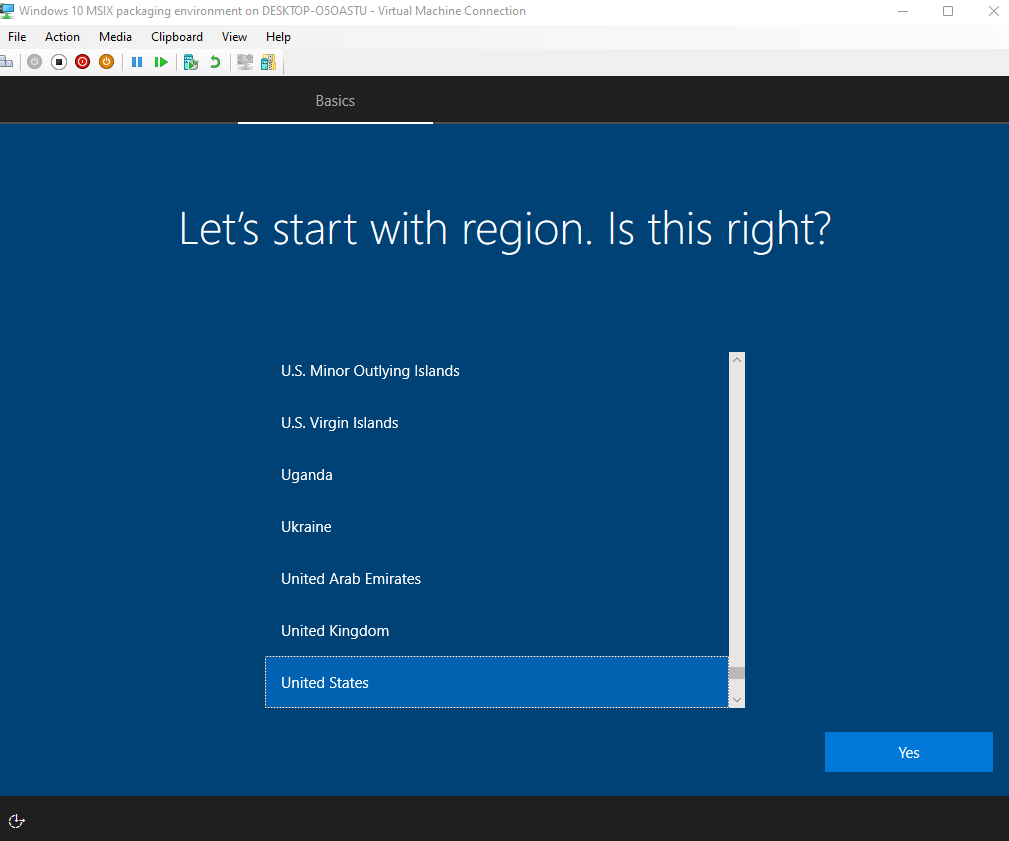 Windows 10 MSIX packaging environment on DESKTOP-O5OASTU - Virtual Machine Connection
File Action Media Clipboard View Help
Basics
Let's start with region. Is this right?
U.S. Minor Outlying Islands
U.S. Virgin Islands
Uganda
Ukraine
United Arab Emirates
United Kingdom
United States
Yes